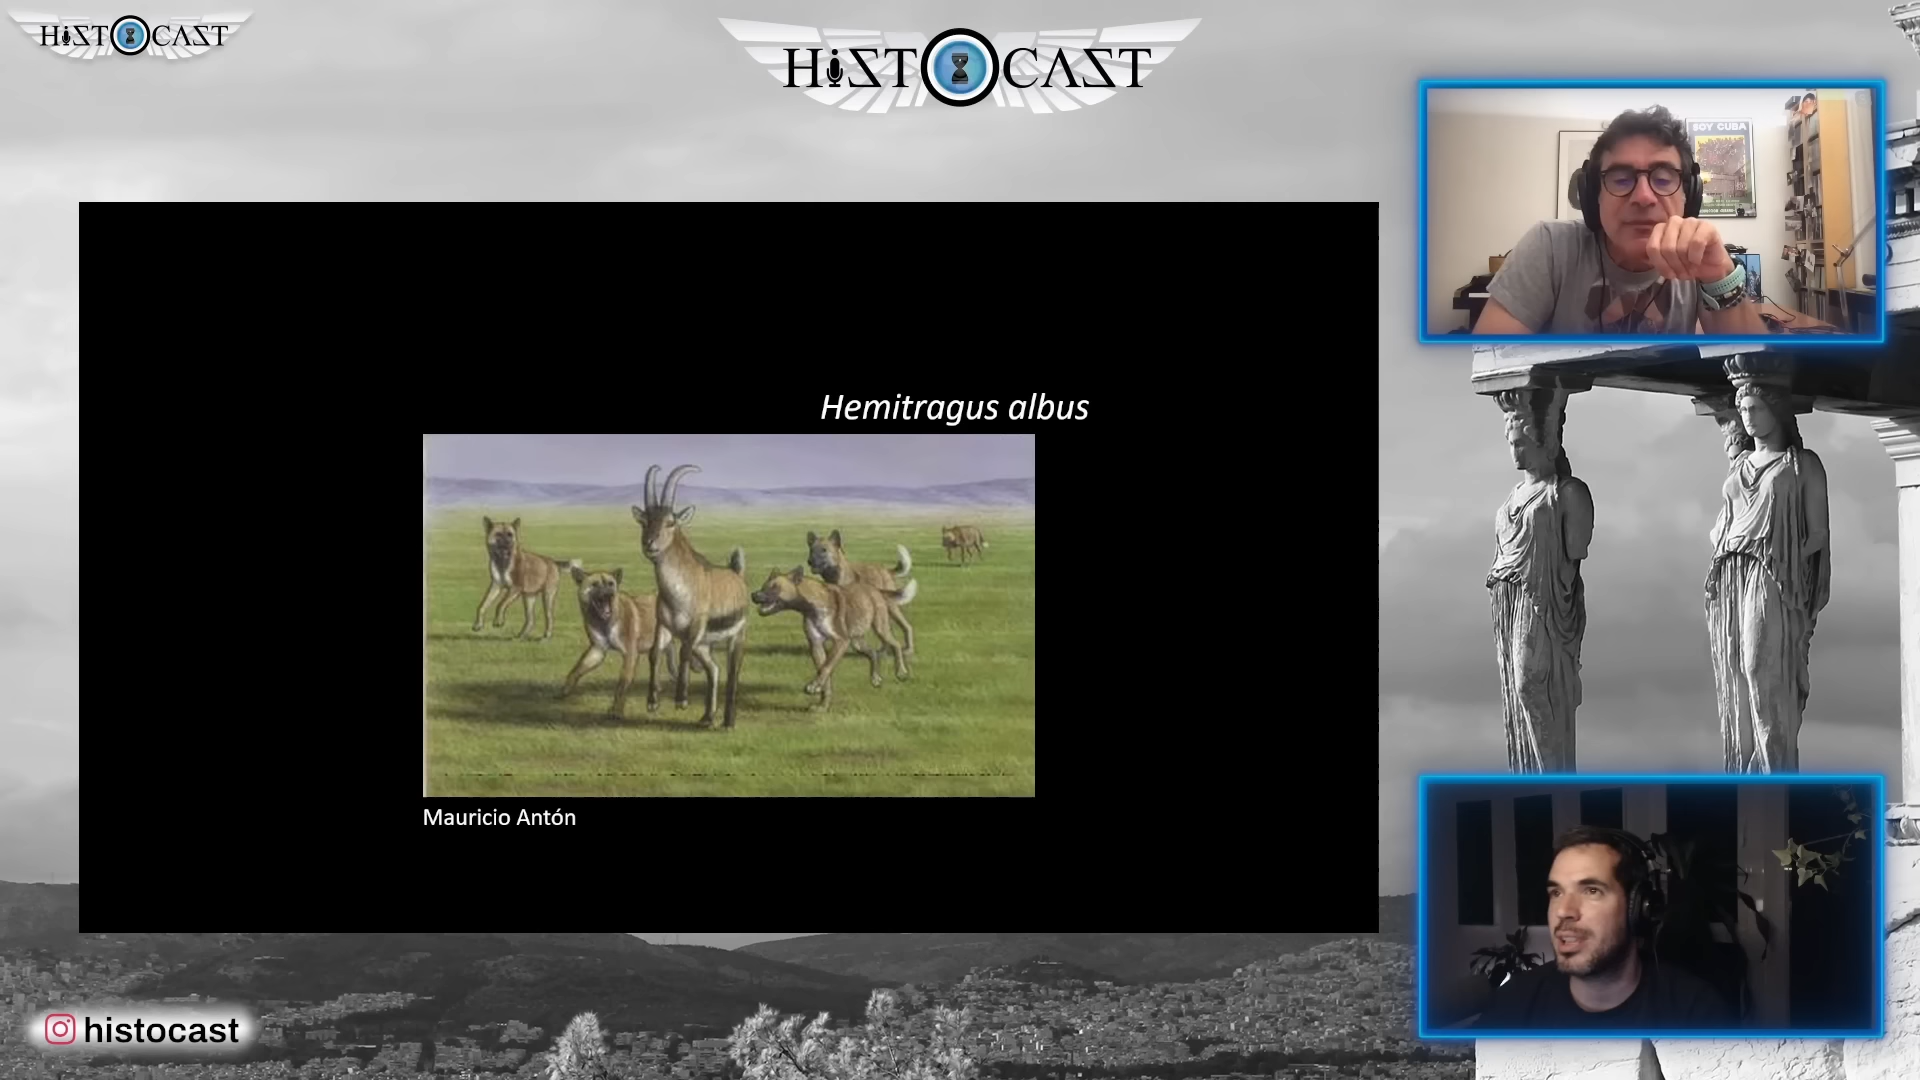 HISTOCAST
HISTOCAST
SOY CUBA
Hemitragus albus
Mauricio Antón
histocast